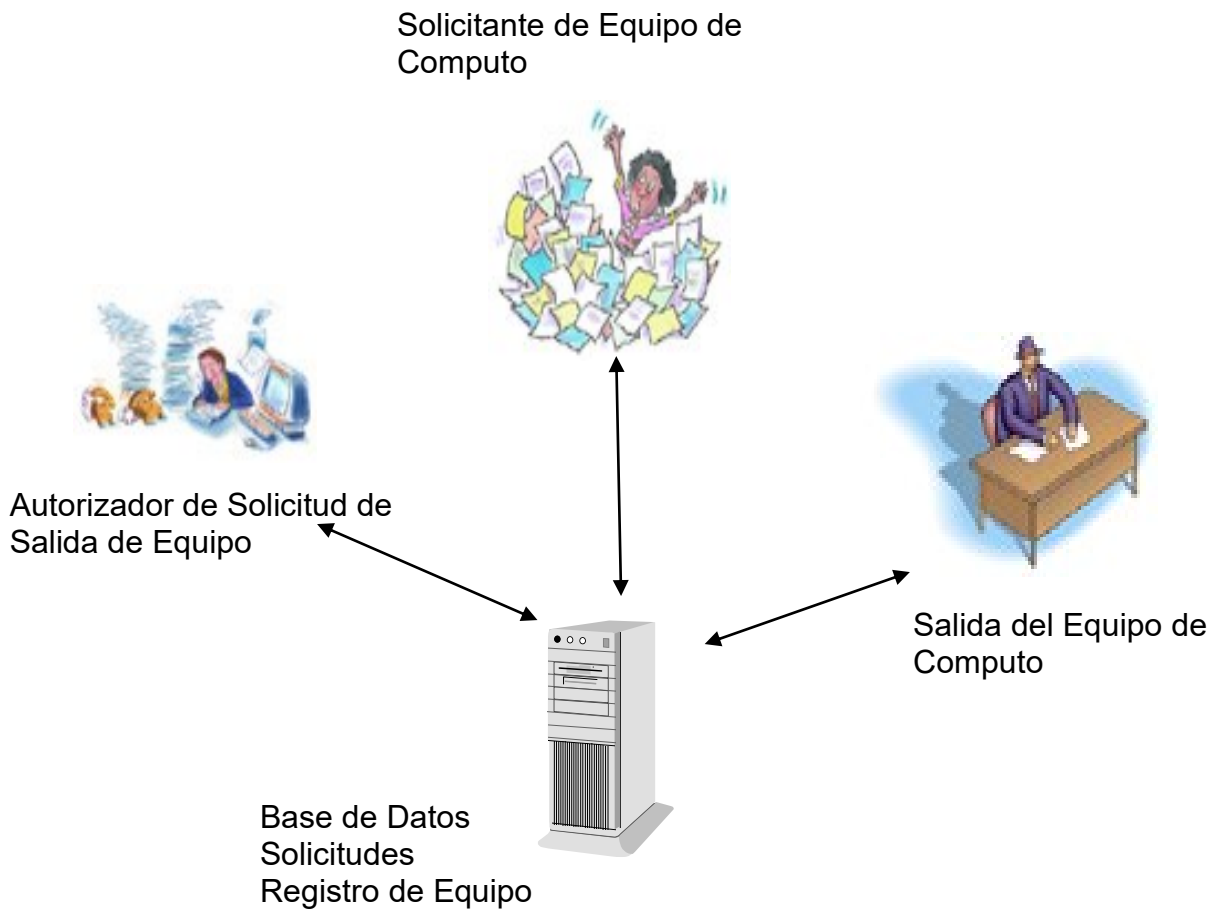 Solicitante de Equipo de
Computo
Autorizador de Solicitud de
Salida de Equipo
Salida del Equipo de
Computo
Base de Datos
Solicitudes
Registro de Equipo